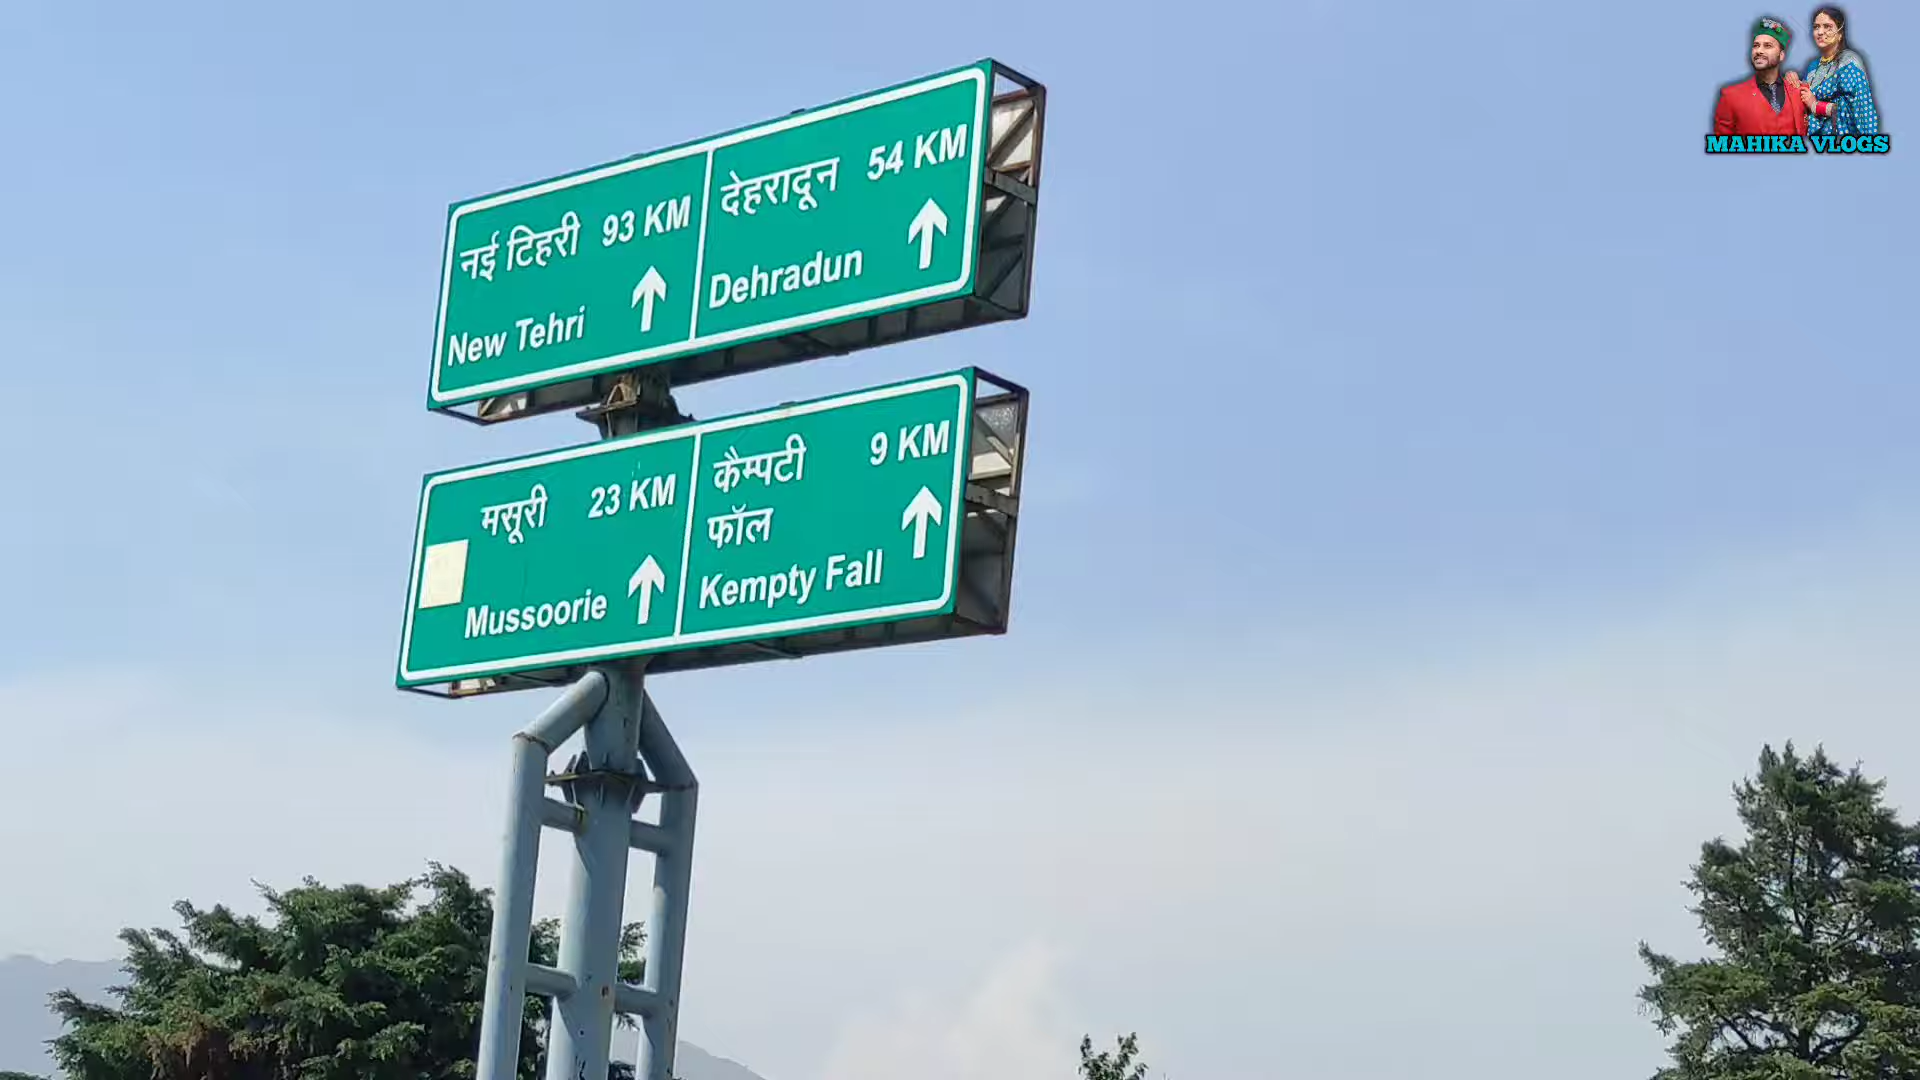 नई टिहरी 93 KM
New Tehri
देहरादून 54 KM
Dehradun
मसूरी 23 KM
Mussoorie
कैम्पटी 9 KM
फॉल
Kempty Fall
MAHIKA VLOGS